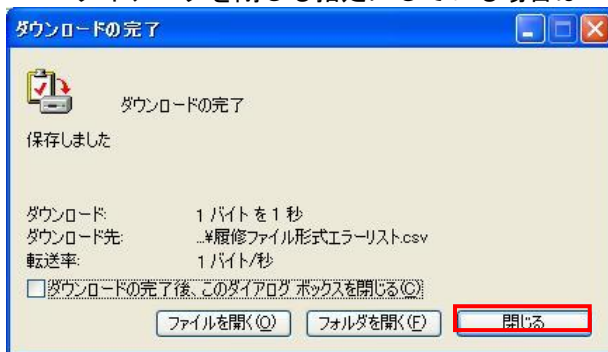 ダウンロードの完了
ダウンロードの完了
保存しました
ダウンロード: 1 バイト を 1 秒
ダウンロード先: ...¥履修ファイル形式エラーリスト.csv
転送率: 1 バイト/秒
ダウンロードの完了後、このダイアログ ボックスを閉じる(C)
ファイルを開く(O) フォルダを開く(F) 閉じる